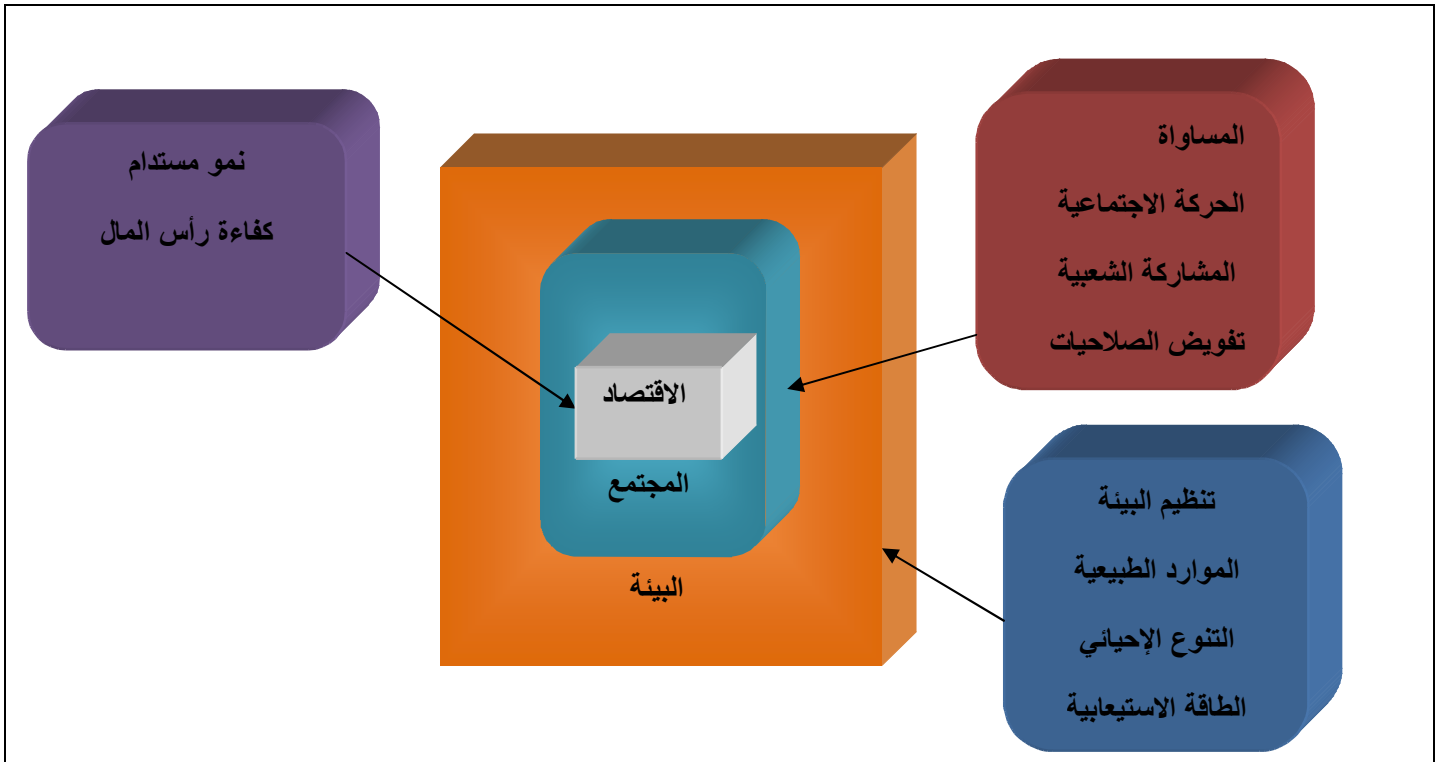 المساواة
الحركة الاجتماعية
المشاركة الشعبية
تفويض الصلاحيات
نمو مستدام
كفاءة رأس المال
الاقتصاد
المجتمع
البيئة
تنظيم البيئة
الموارد الطبيعية
التنوع الإحيائي
الطاقة الاستيعابية